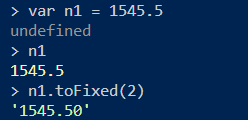 > var n1 = 1545.5
undefined
> n1
1545.5
> n1.toFixed(2)
'1545.50'